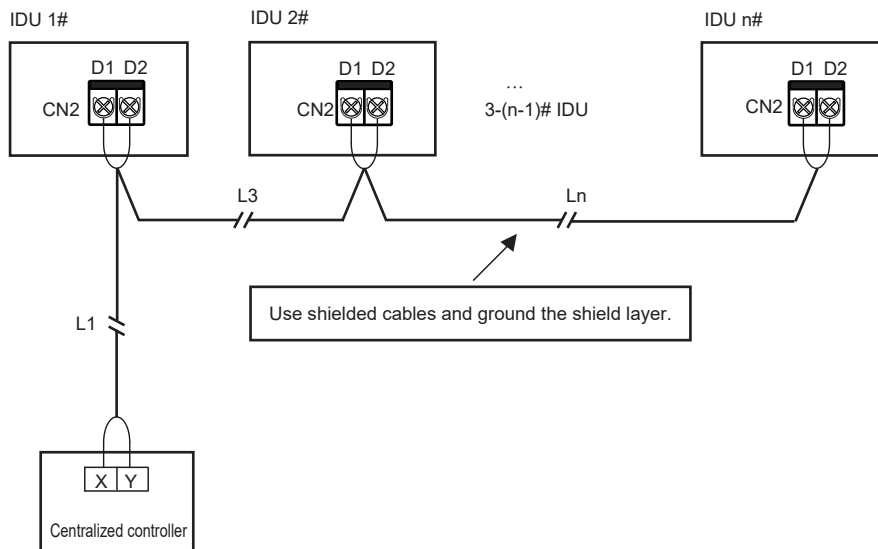 IDU 1#
IDU 2#
IDU n#
D1 D2
D1 D2
D1 D2
CN2
CN2
CN2
...
3-(n-1)# IDU
L3
Ln
Use shielded cables and ground the shield layer.
L1
X Y
Centralized controller